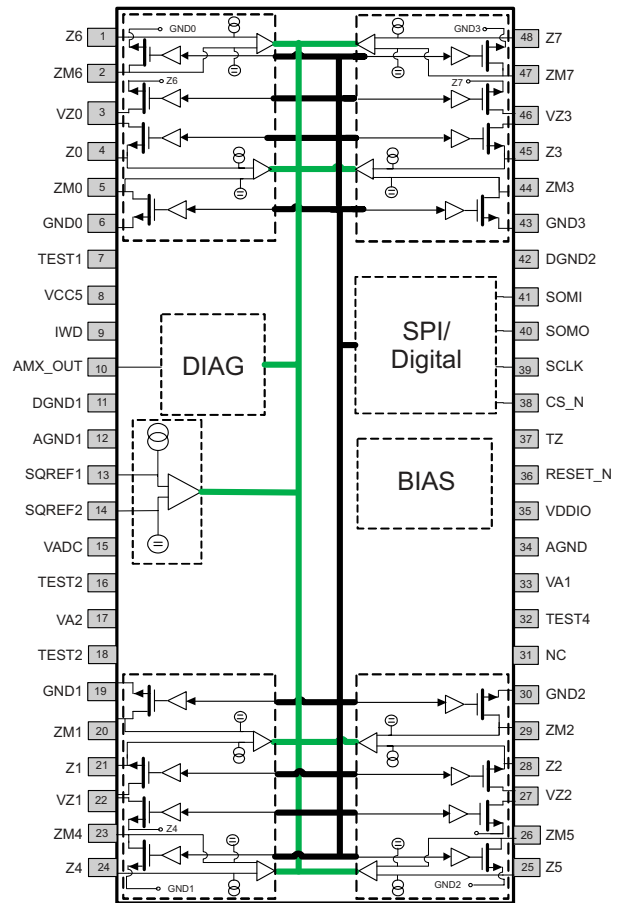 Z6 1 GND0 GND3 48 Z7
ZM6 2 47 ZM7
Z6 Z7
VZ0 3 46 VZ3
Z0 4 45 Z3
ZM0 5 44 ZM3
GND0 6 43 GND3
TEST1 7 42 DGND2
VCC5 8 41 SOMI
IWD 9 40 SOMO
SPI/
Digital
AMX_OUT 10 DIAG 39 SCLK
DGND1 11 38 CS_N
AGND1 12 37 TZ
SQREF1 13 BIAS 36 RESET_N
SQREF2 14 35 VDDIO
VADC 15 34 AGND
TEST2 16 33 VA1
VA2 17 32 TEST4
TEST2 18 31 NC
GND1 19 30 GND2
ZM1 20 29 ZM2
Z1 21 28 Z2
VZ1 22 27 VZ2
Z4
ZM4 23 26 ZM5
Z4 24 25 Z5
GND1 GND2